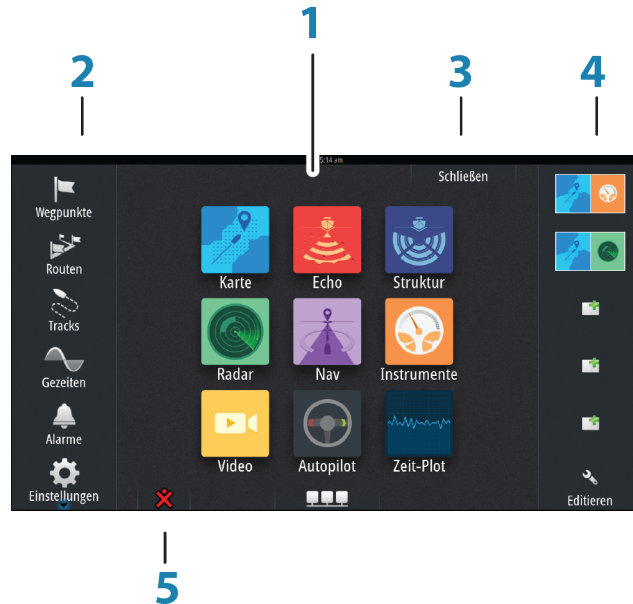 1
2
3
4
5:14 am
Schließen
Wegpunkte
Routen
Tracks
Gezeiten
Alarme
Einstellungen
Karte
Echo
Struktur
Radar
Nav
Instrumente
Video
Autopilot
Zeit-Plot
Editieren
5